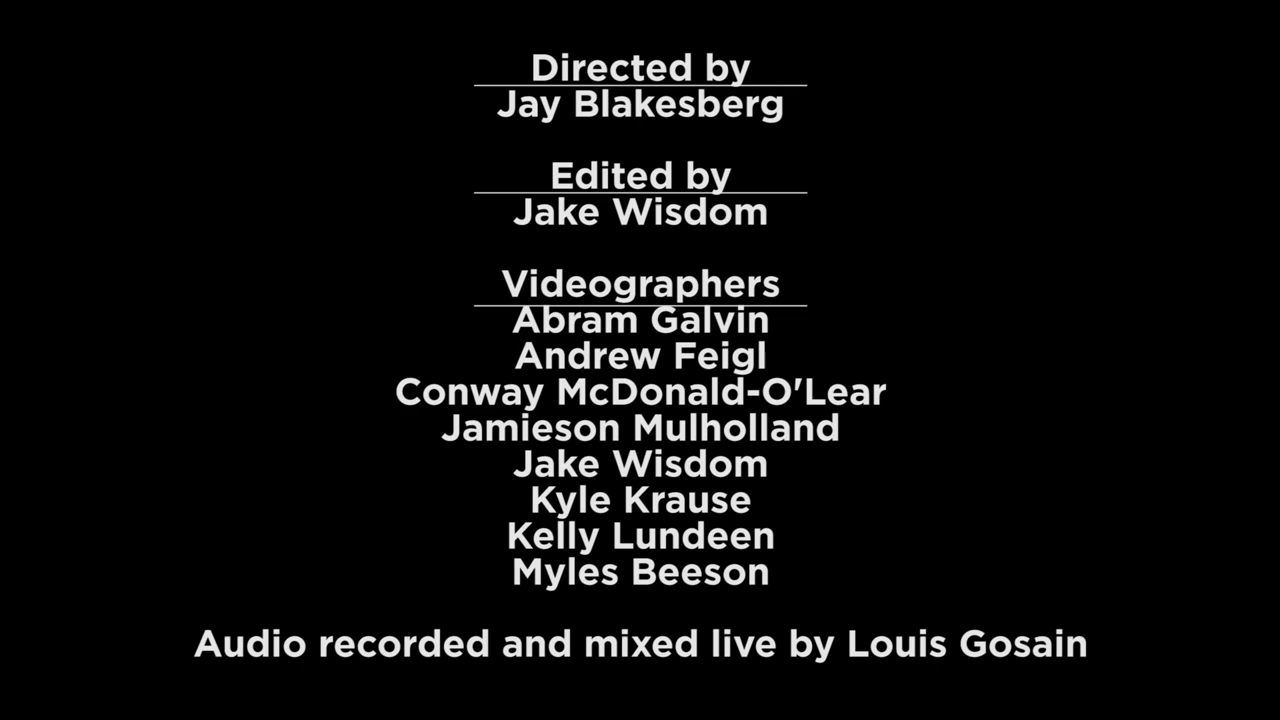 Directed by
Jay Blakesberg
Edited by
Jake Wisdom
Videographers
Abram Galvin
Andrew Feigl
Conway McDonald-O'Lear
Jamieson Mulholland
Jake Wisdom
Kyle Krause
Kelly Lundeen
Myles Beeson
Audio recorded and mixed live by Louis Gosain